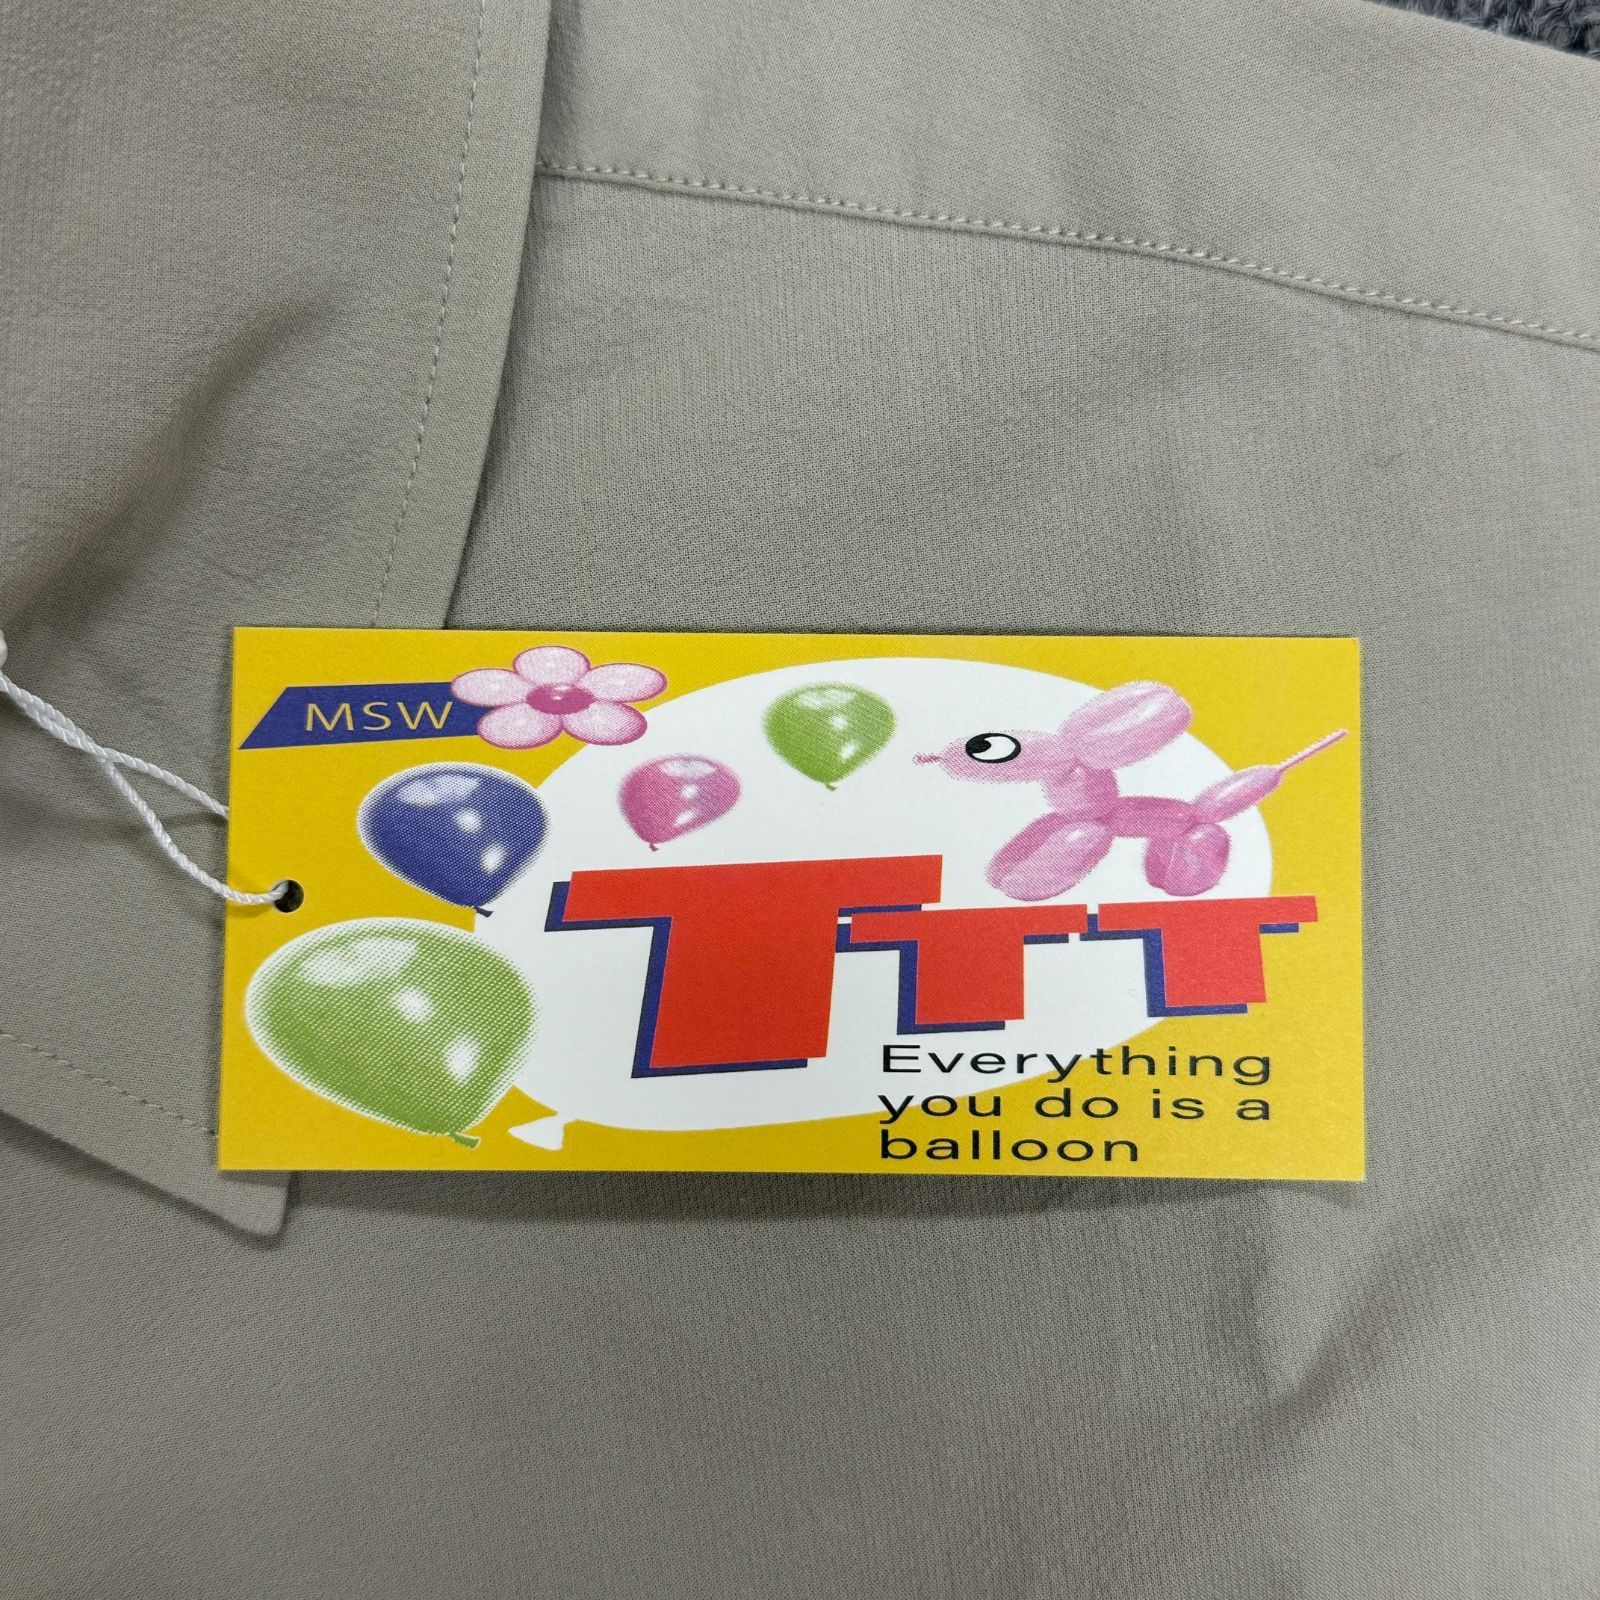 MSW
TTT
Everything
you do is a
balloon